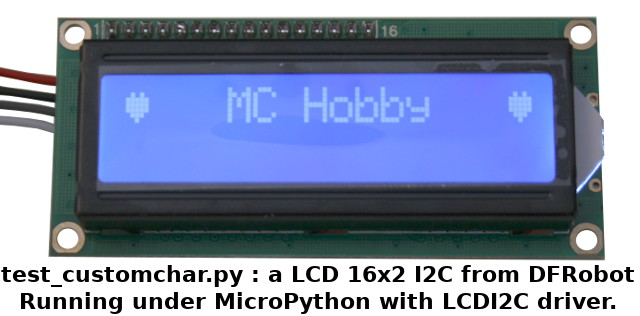 1
16
MC Hobby
test_customchar.py : a LCD 16x2 I2C from DFRobot
Running under MicroPython with LCDI2C driver.